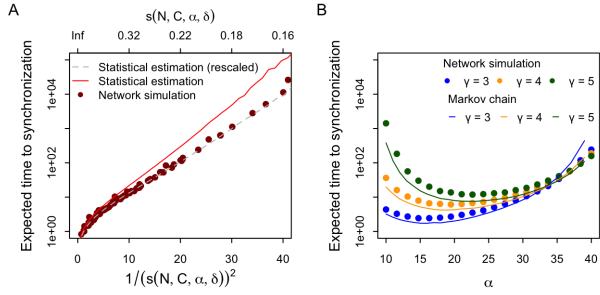 A
s(N, C, α, δ)
Inf 0.32 0.22 0.18 0.16
Statistical estimation (rescaled)
Statistical estimation
Network simulation
Expected time to synchronization
1e+04
1e+02
1e+00
0 10 20 30 40
1/(s(N, C, α, δ))²
B
Network simulation
γ = 3 γ = 4 γ = 5
Markov chain
γ = 3 γ = 4 γ = 5
Expected time to synchronization
1e+04
1e+02
1e+00
10 15 20 25 30 35 40
α